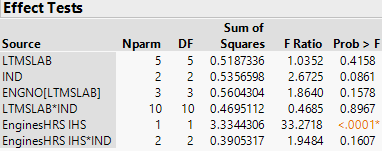 Effect Tests
Sum of
Source Nparm DF Squares F Ratio Prob > F
LTMSLAB 5 5 0.5187336 1.0352 0.4158
IND 2 2 0.5356598 2.6725 0.0861
ENGNO[LTMSLAB] 3 3 0.5604304 1.8640 0.1578
LTMSLAB*IND 10 10 0.4695112 0.4685 0.8967
EnginesHRS IHS 1 1 3.3344306 33.2718 <.0001*
EnginesHRS IHS*IND 2 2 0.3905317 1.9484 0.1607